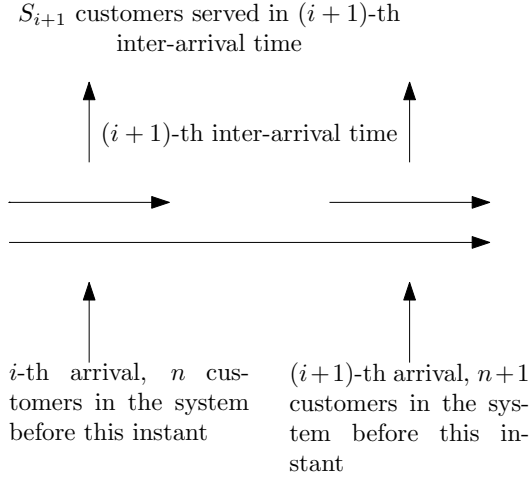 S_{i+1} customers served in (i + 1)-th
inter-arrival time
(i + 1)-th inter-arrival time
i-th arrival, n cus-
tomers in the system
before this instant
(i+1)-th arrival, n+1
customers in the sys-
tem before this in-
stant